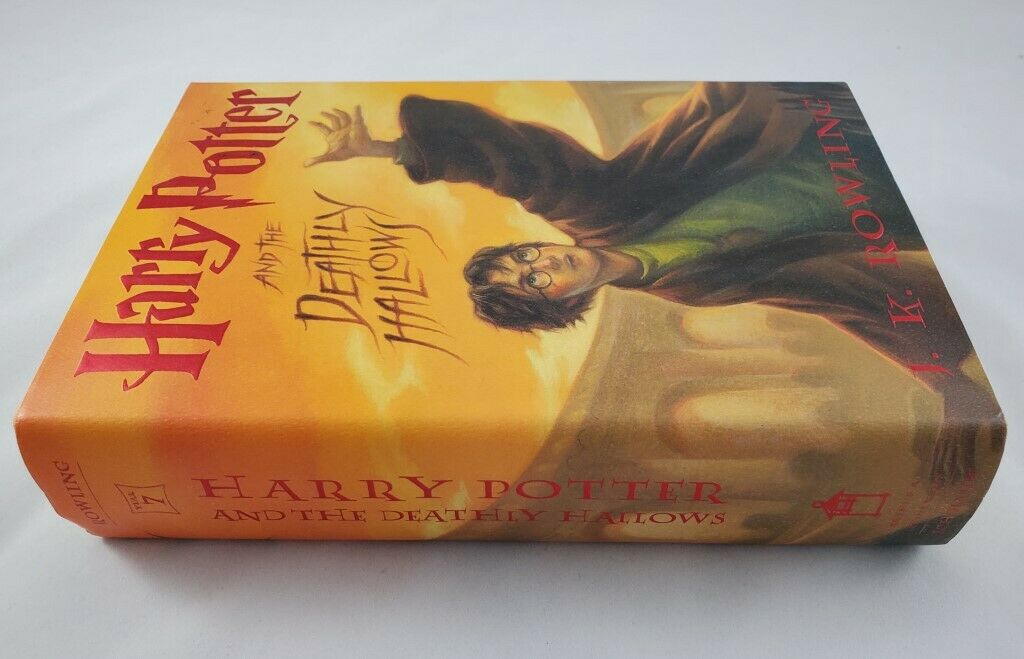 Harry Potter
AND THE
DEATHLY
HALLOWS
J. K. ROWLING
ROWLING
YEAR
7
HARRY POTTER
AND THE DEATHLY HALLOWS